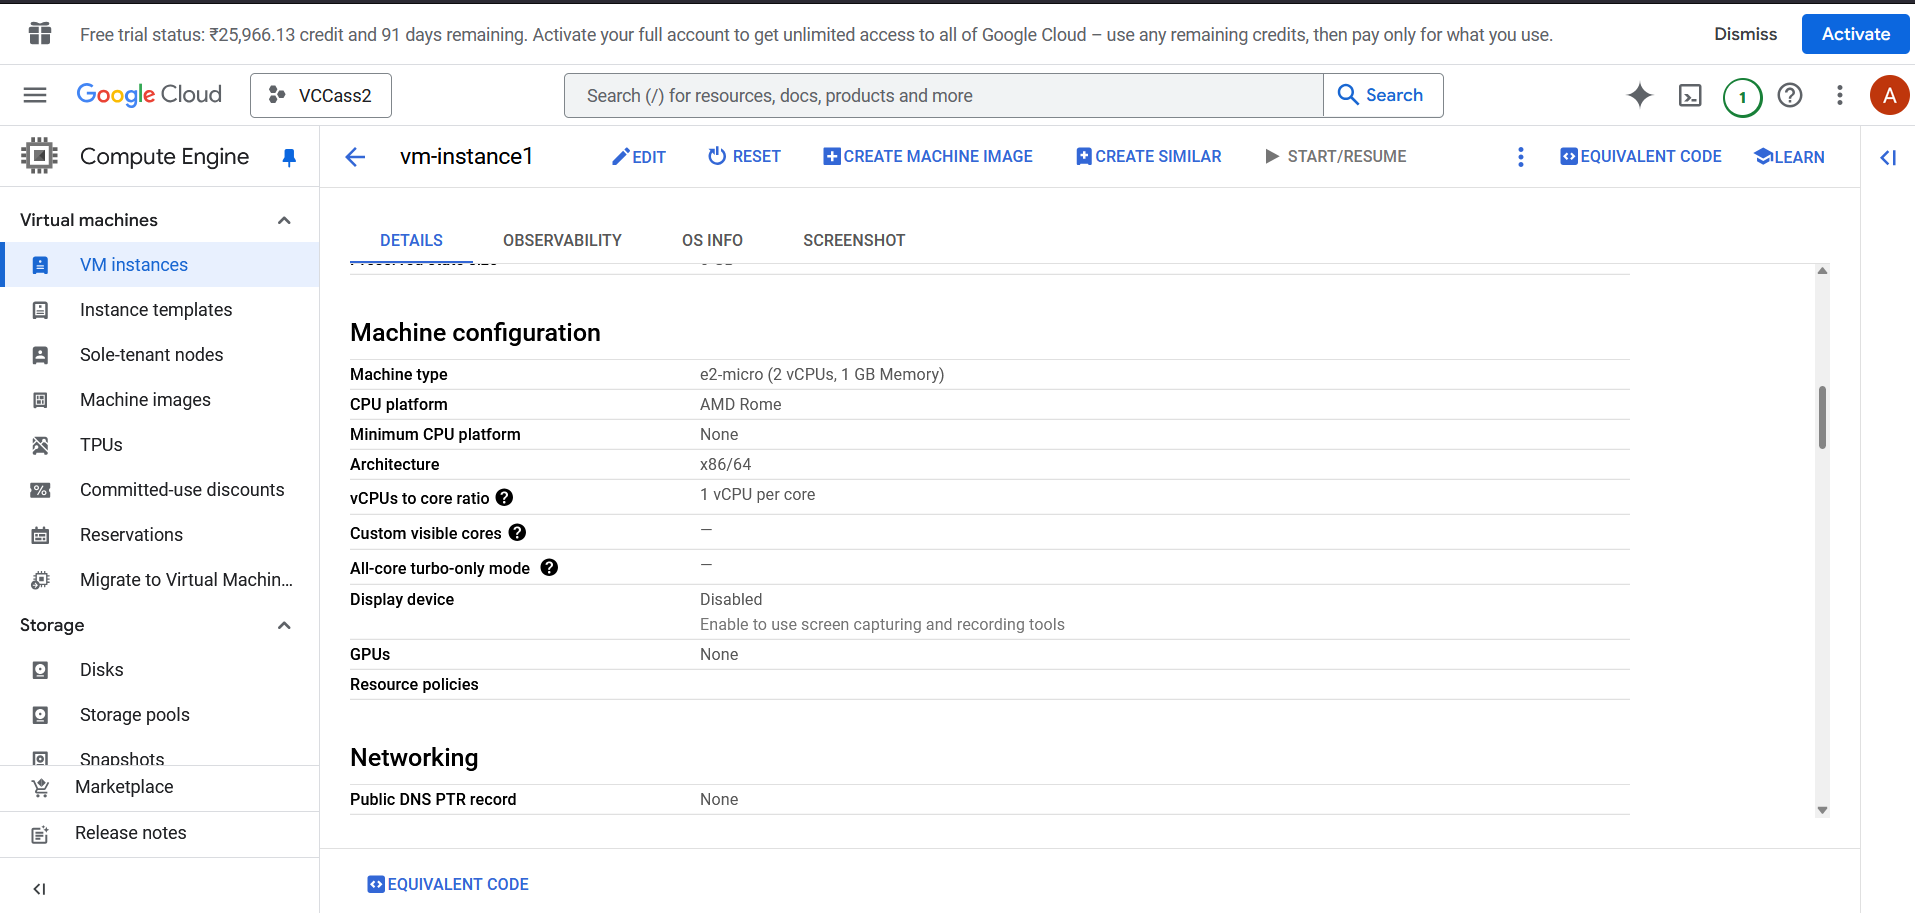 Free trial status: ₹25,966.13 credit and 91 days remaining. Activate your full account to get unlimited access to all of Google Cloud – use any remaining credits, then pay only for what you use.
Dismiss
Activate
Google Cloud
VCCass2
Search (/) for resources, docs, products and more
Search
1
A
Compute Engine
vm-instance1
EDIT
RESET
CREATE MACHINE IMAGE
CREATE SIMILAR
START/RESUME
EQUIVALENT CODE
LEARN
Virtual machines
VM instances
Instance templates
Sole-tenant nodes
Machine images
TPUs
Committed-use discounts
Reservations
Migrate to Virtual Machin...
Storage
Disks
Storage pools
Snapshots
Marketplace
Release notes
DETAILS
OBSERVABILITY
OS INFO
SCREENSHOT
Machine configuration
Machine type e2-micro (2 vCPUs, 1 GB Memory)
CPU platform AMD Rome
Minimum CPU platform None
Architecture x86/64
vCPUs to core ratio 1 vCPU per core
Custom visible cores —
All-core turbo-only mode —
Display device Disabled
Enable to use screen capturing and recording tools
GPUs None
Resource policies
Networking
Public DNS PTR record None
EQUIVALENT CODE